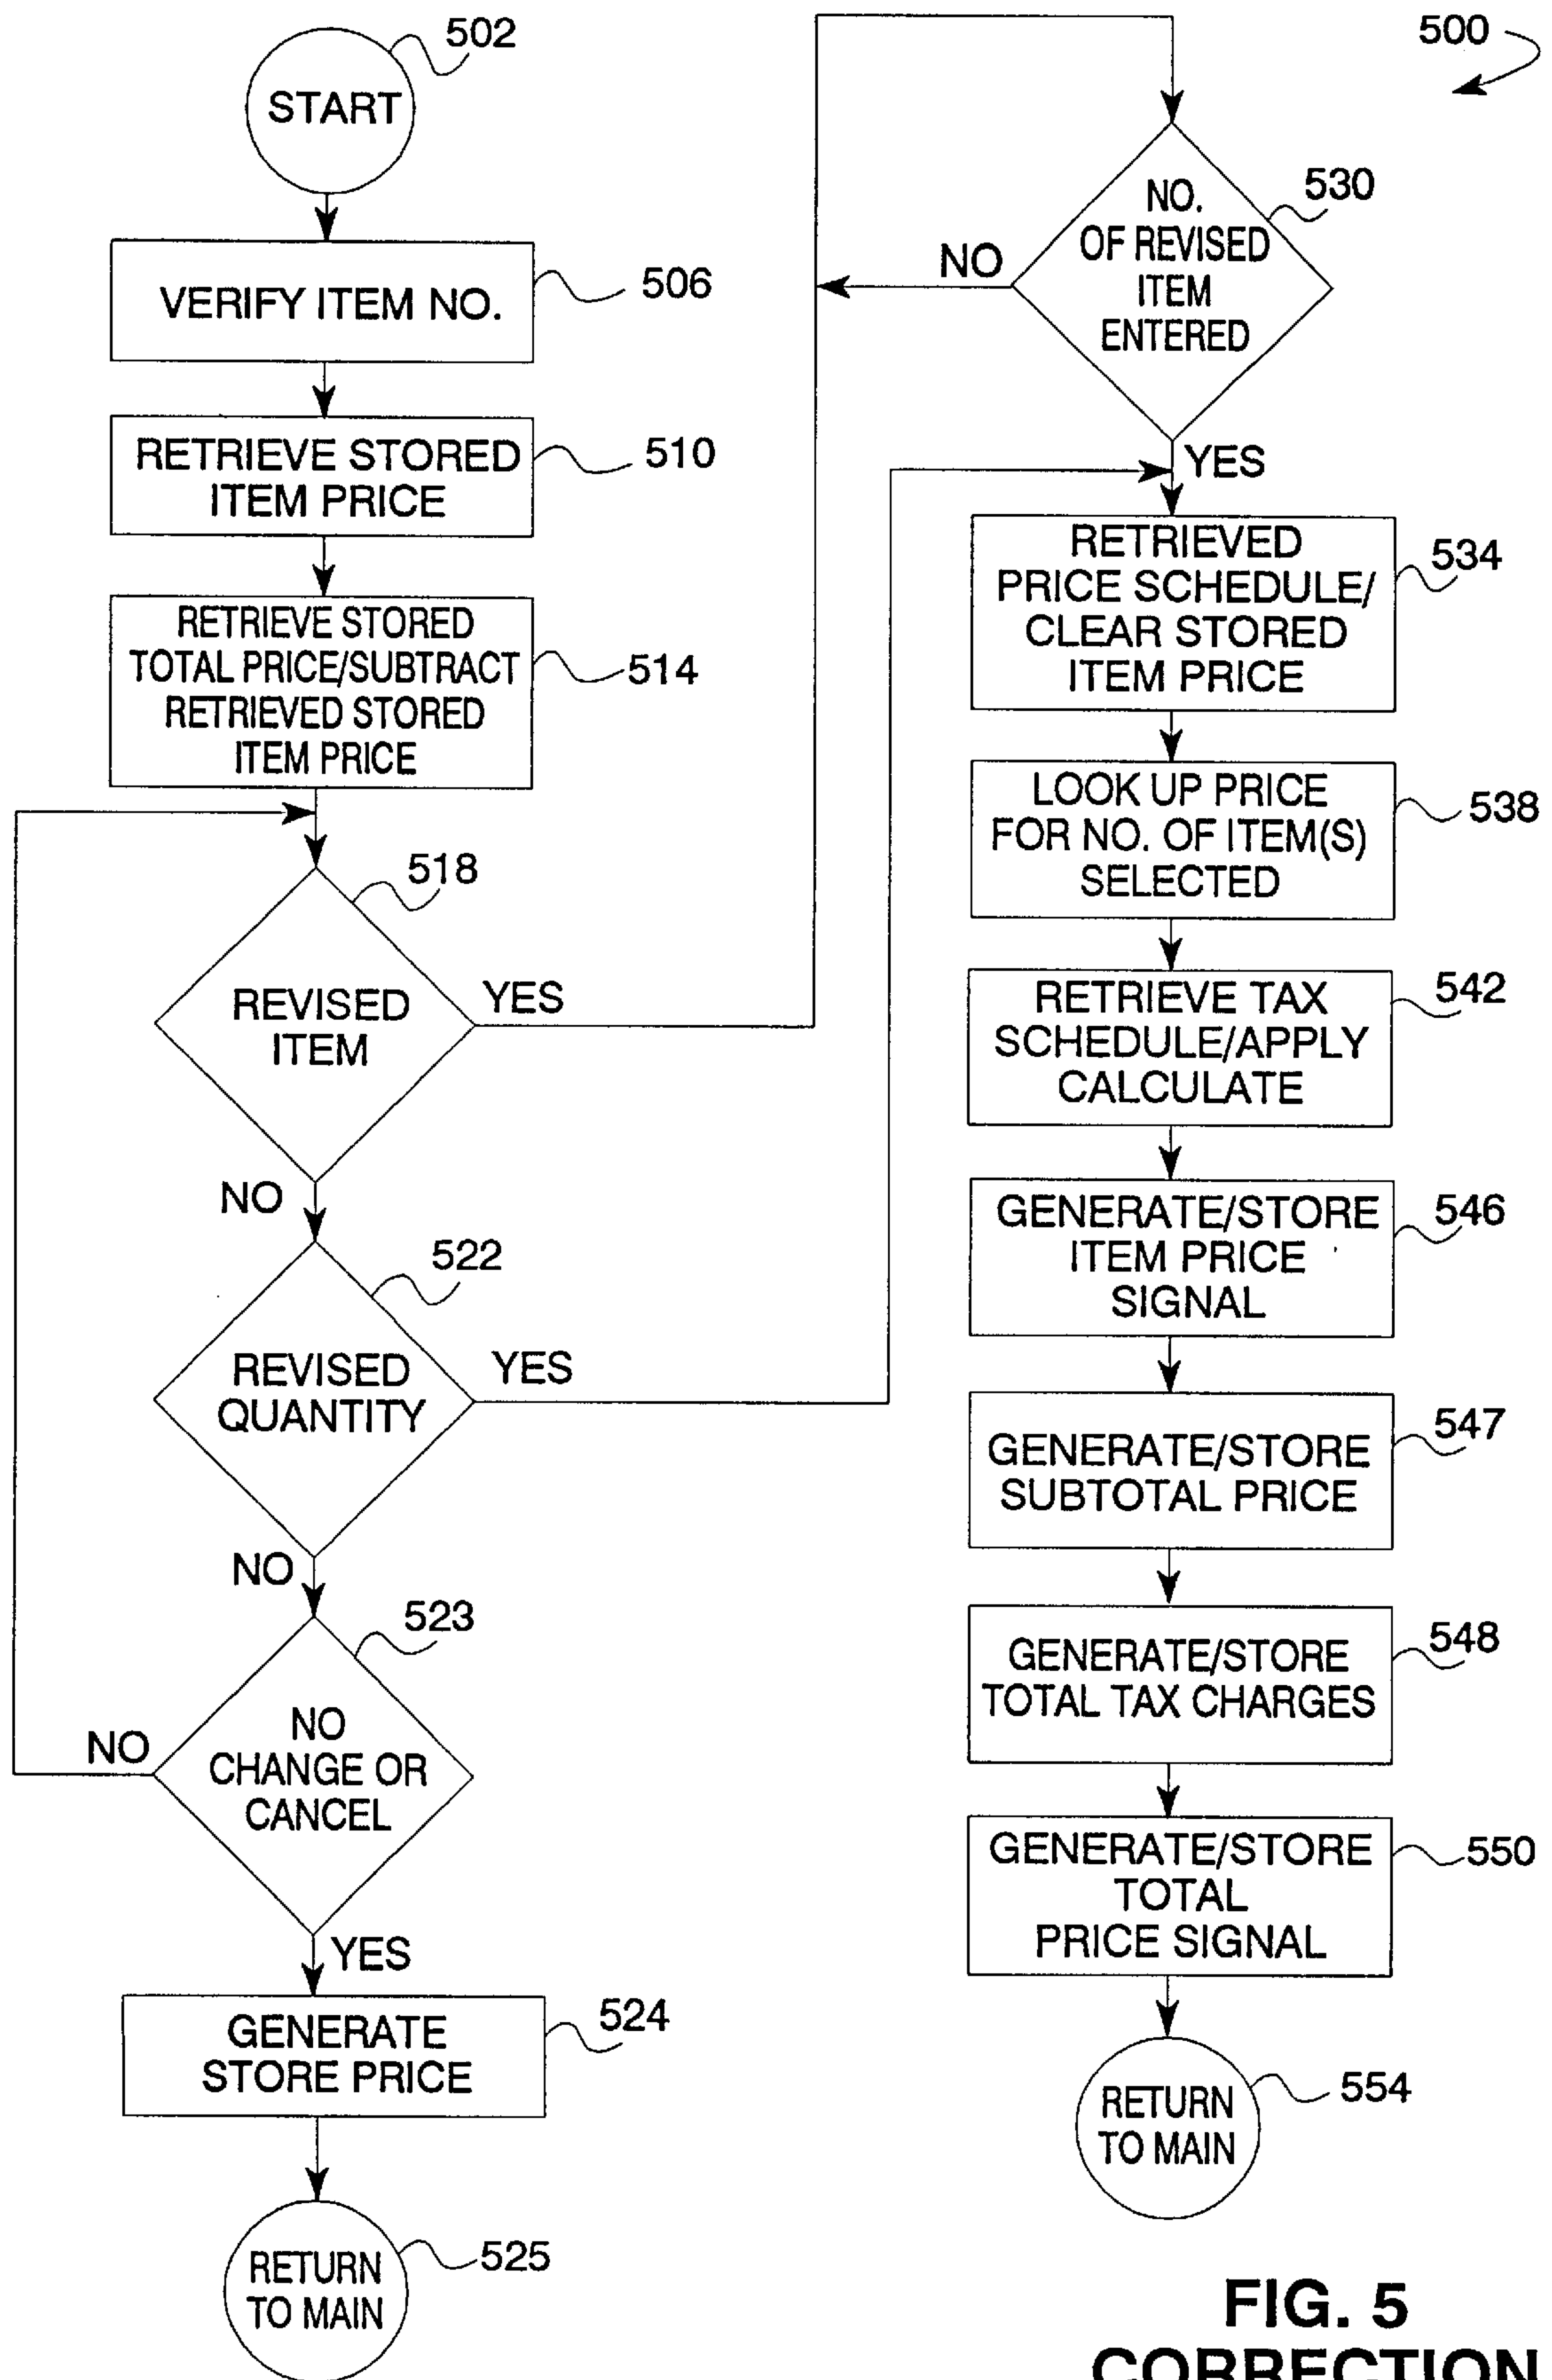 502
START
506
VERIFY ITEM NO.
510
RETRIEVE STORED
ITEM PRICE
514
RETRIEVE STORED
TOTAL PRICE/SUBTRACT
RETRIEVED STORED
ITEM PRICE
518
REVISED
ITEM
YES
NO
522
REVISED
QUANTITY
YES
NO
523
NO
CHANGE OR
CANCEL
NO
YES
524
GENERATE
STORE PRICE
525
RETURN
TO MAIN
500
530
NO.
OF REVISED
ITEM
ENTERED
NO
YES
534
RETRIEVED
PRICE SCHEDULE/
CLEAR STORED
ITEM PRICE
538
LOOK UP PRICE
FOR NO. OF ITEM(S)
SELECTED
542
RETRIEVE TAX
SCHEDULE/APPLY
CALCULATE
546
GENERATE/STORE
ITEM PRICE
SIGNAL
547
GENERATE/STORE
SUBTOTAL PRICE
548
GENERATE/STORE
TOTAL TAX CHARGES
550
GENERATE/STORE
TOTAL
PRICE SIGNAL
554
RETURN
TO MAIN
FIG. 5
CORRECTION